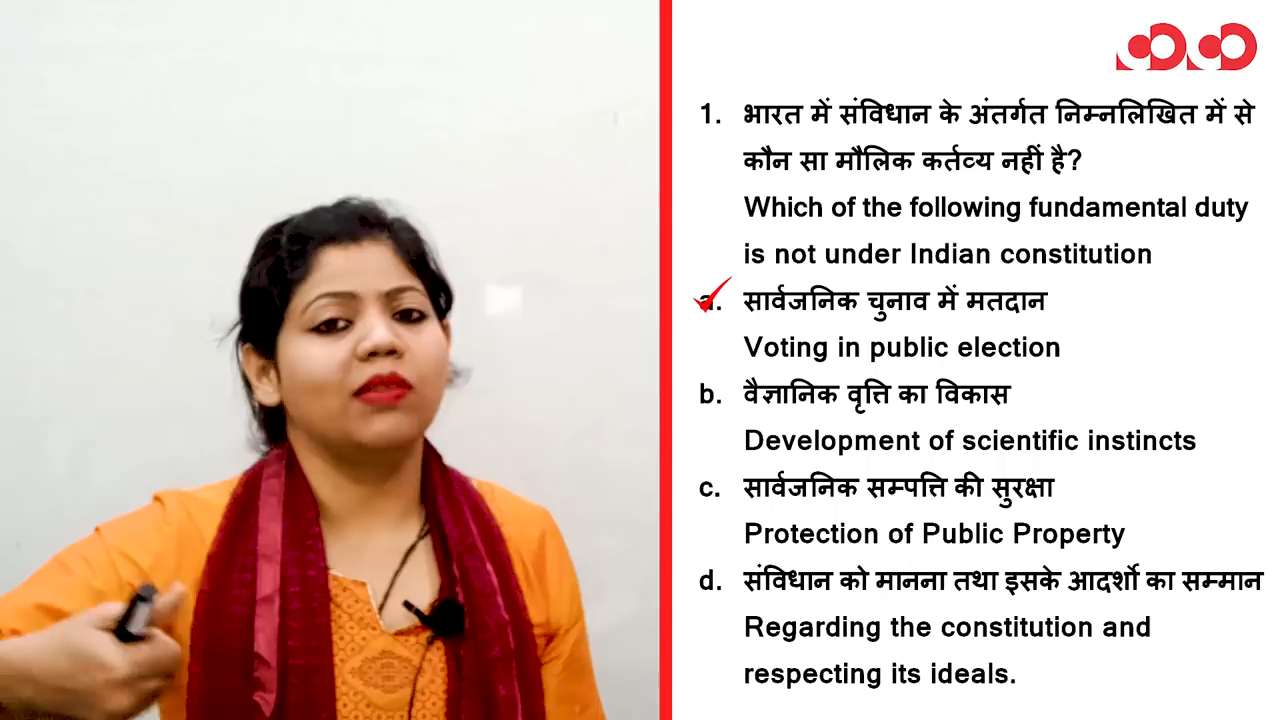 1. भारत में संविधान के अंतर्गत निम्नलिखित में से
कौन सा मौलिक कर्तव्य नहीं है?
Which of the following fundamental duty
is not under Indian constitution
a. सार्वजनिक चुनाव में मतदान
Voting in public election
b. वैज्ञानिक वृत्ति का विकास
Development of scientific instincts
c. सार्वजनिक सम्पत्ति की सुरक्षा
Protection of Public Property
d. संविधान को मानना तथा इसके आदर्शो का सम्मान
Regarding the constitution and
respecting its ideals.